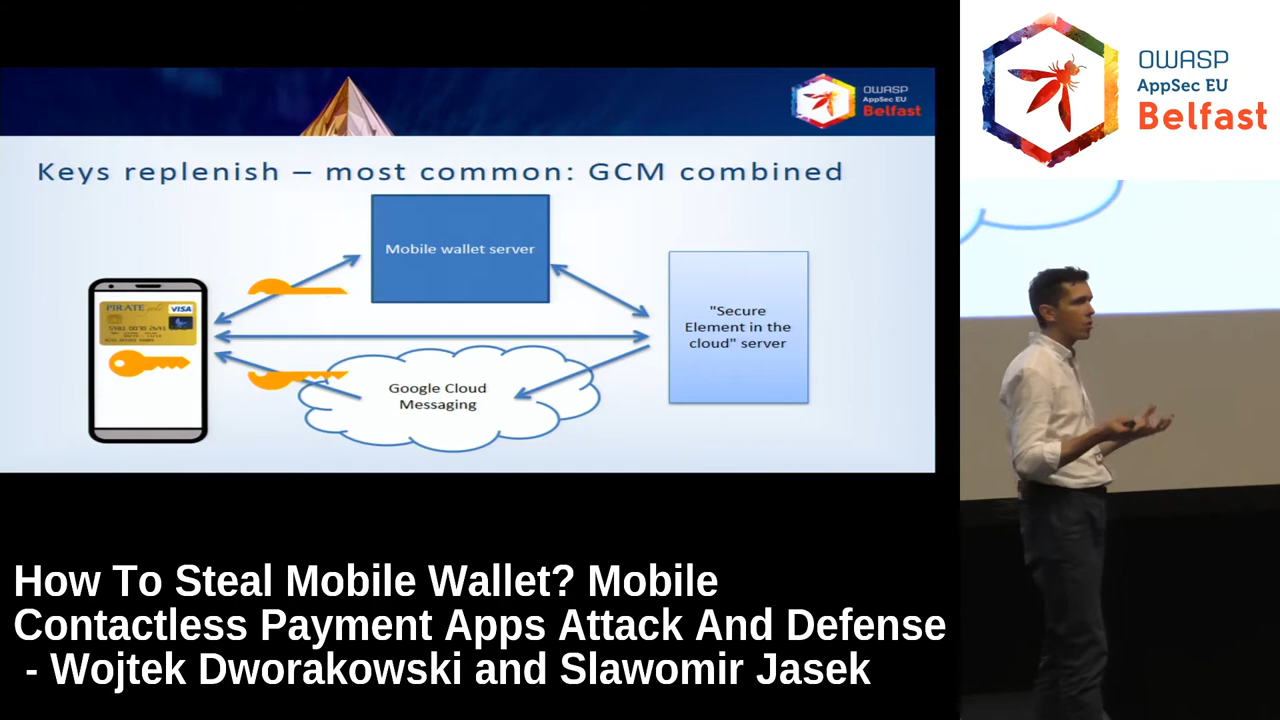 OWASP
AppSec EU
Belfast
OWASP
AppSec EU
Belfast
Keys replenish – most common: GCM combined
Mobile wallet server
PIRATE gold
VISA
"Secure
Element in the
cloud" server
Google Cloud
Messaging
How To Steal Mobile Wallet? Mobile
Contactless Payment Apps Attack And Defense
- Wojtek Dworakowski and Slawomir Jasek